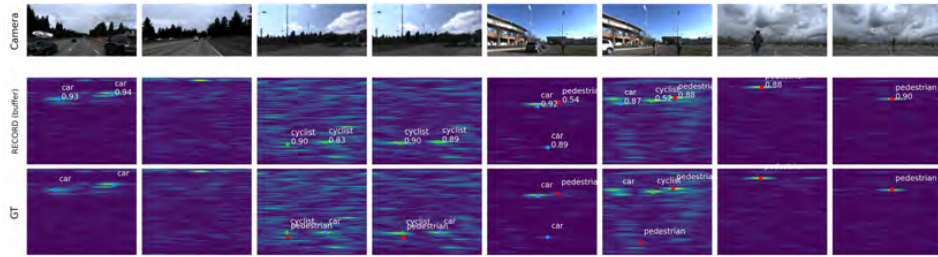 Camera
RECORD (buffer)
car
0.93
car
0.94
cyclist
0.90
cyclist
0.83
cyclist
0.90
cyclist
0.89
car
0.92
pedestrian
0.54
car
0.89
car
0.87
cyclist
0.52
pedestrian
0.88
pedestrian
0.88
pedestrian
0.90
GT
car
car
cyclist
car
pedestrian
cyclist
car
pedestrian
car
pedestrian
car
car
cyclist
pedestrian
pedestrian
pedestrian